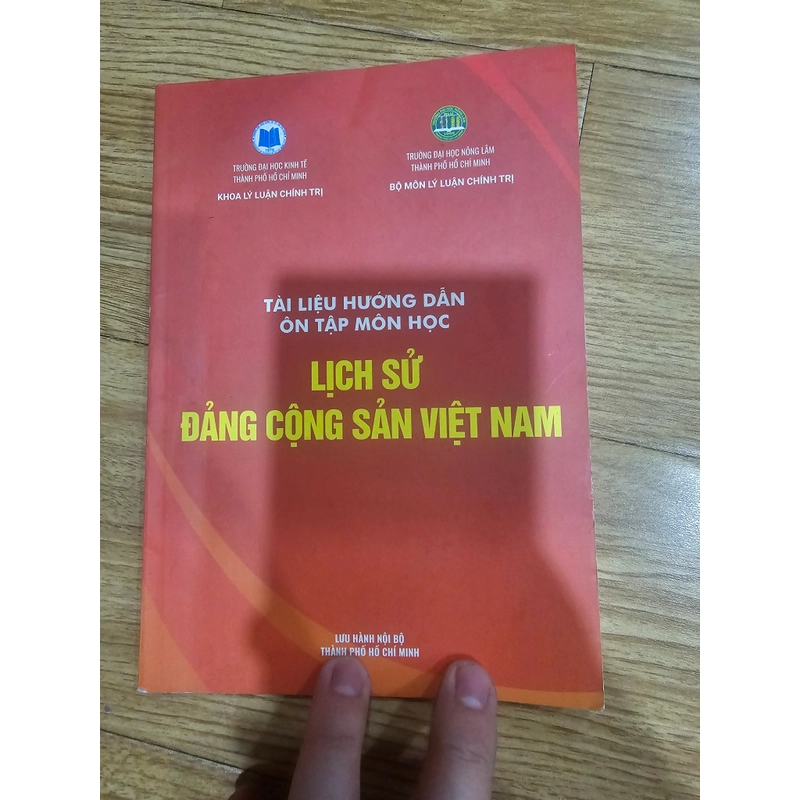 TRƯỜNG ĐẠI HỌC KINH TẾ
THÀNH PHỐ HỒ CHÍ MINH
KHOA LÝ LUẬN CHÍNH TRỊ
TRƯỜNG ĐẠI HỌC NÔNG LÂM
THÀNH PHỐ HỒ CHÍ MINH
BỘ MÔN LÝ LUẬN CHÍNH TRỊ
TÀI LIỆU HƯỚNG DẪN
ÔN TẬP MÔN HỌC
LỊCH SỬ
ĐẢNG CỘNG SẢN VIỆT NAM
LƯU HÀNH NỘI BỘ
THÀNH PHỐ HỒ CHÍ MINH